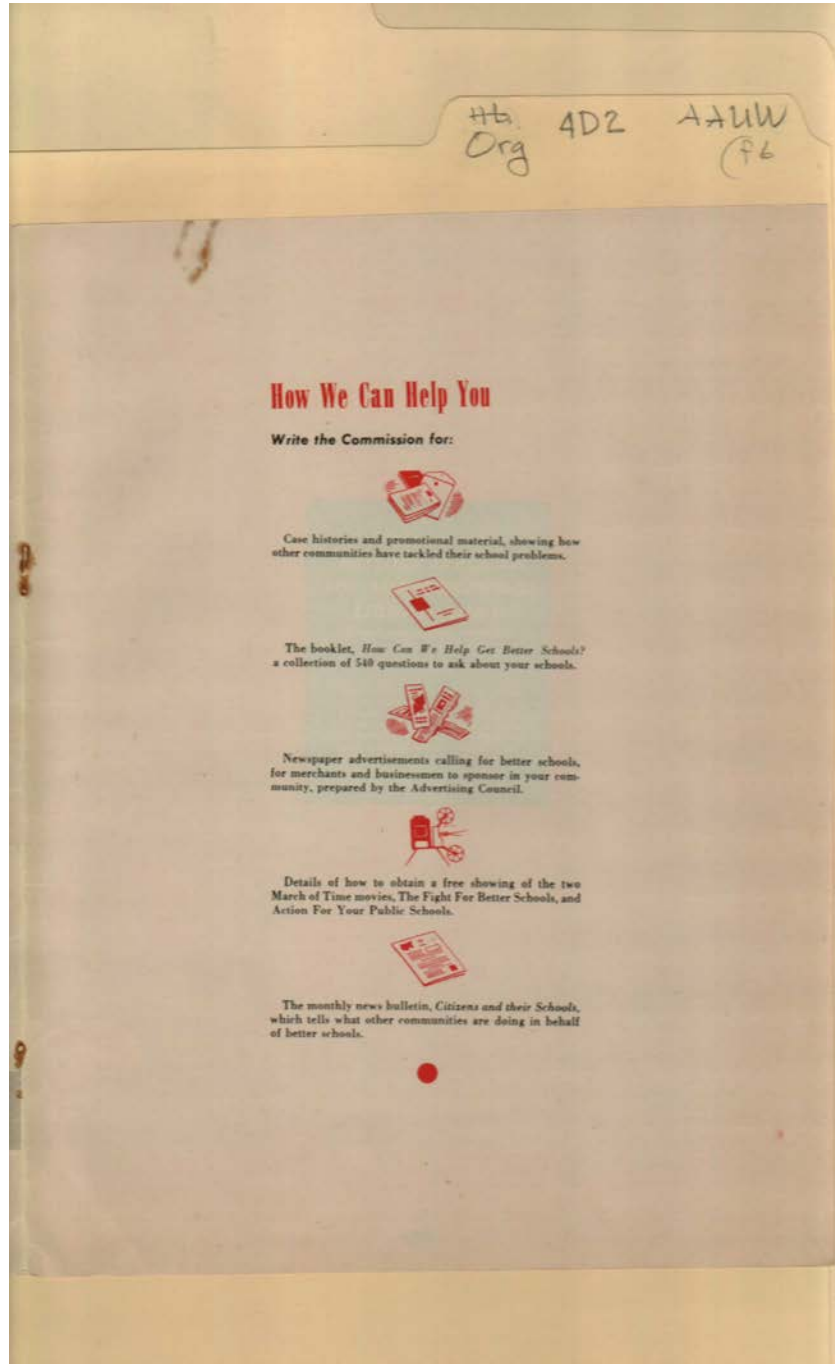 4D2 AAUW
Org
How We Can Help You
Write the Commission for:
Case histories and promotional material, showing how
other communities have tackled their school problems.
The booklet, How Can We Help Get Better Schools?
a collection of 540 questions to ask about your schools.
Newspaper advertisements calling for better schools,
for merchants and businessmen to sponsor in your com-
munity, prepared by the Advertising Council.
Details of how to obtain a free showing of the two
March of Time movies, The Fight For Better Schools, and
Action For Your Public Schools.
The monthly news bulletin, Citizens and their Schools,
which tells what other communities are doing in behalf
of better schools.